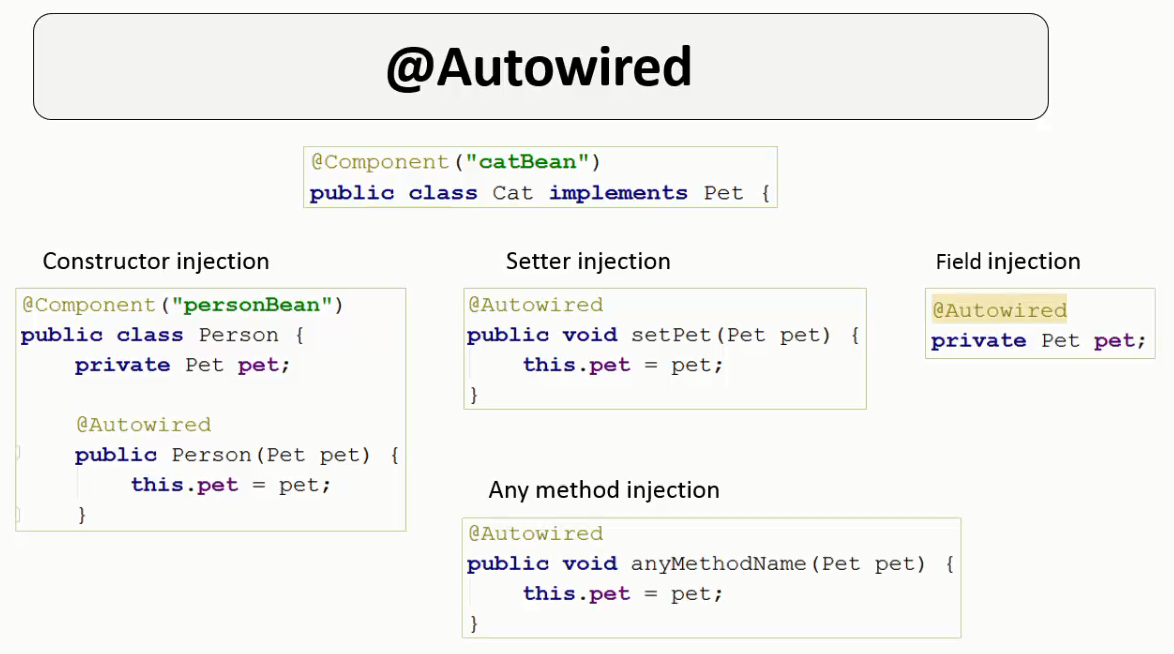 @Autowired
@Component("catBean")
public class Cat implements Pet {
Constructor injection
@Component("personBean")
public class Person {
private Pet pet;
@Autowired
public Person(Pet pet) {
this.pet = pet;
}
Setter injection
@Autowired
public void setPet(Pet pet) {
this.pet = pet;
}
Field injection
@Autowired
private Pet pet;
Any method injection
@Autowired
public void anyMethodName(Pet pet) {
this.pet = pet;
}